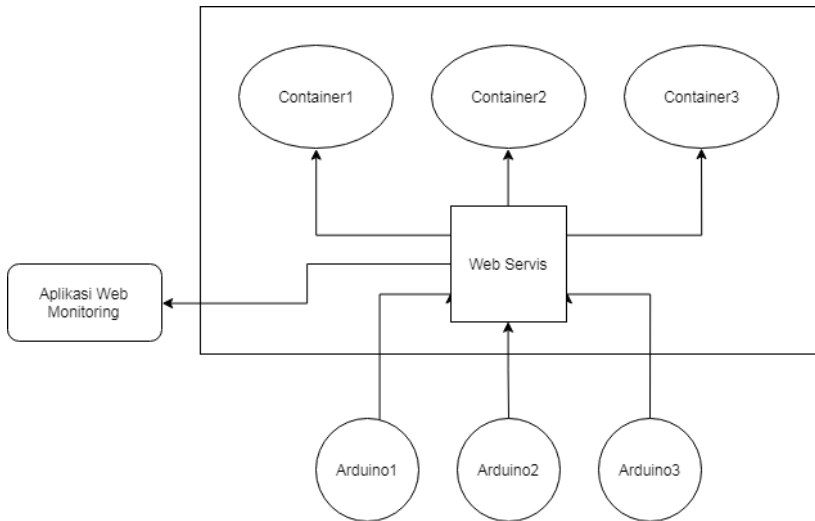 Container1
Container2
Container3
Web Servis
Aplikasi Web
Monitoring
Arduino1
Arduino2
Arduino3